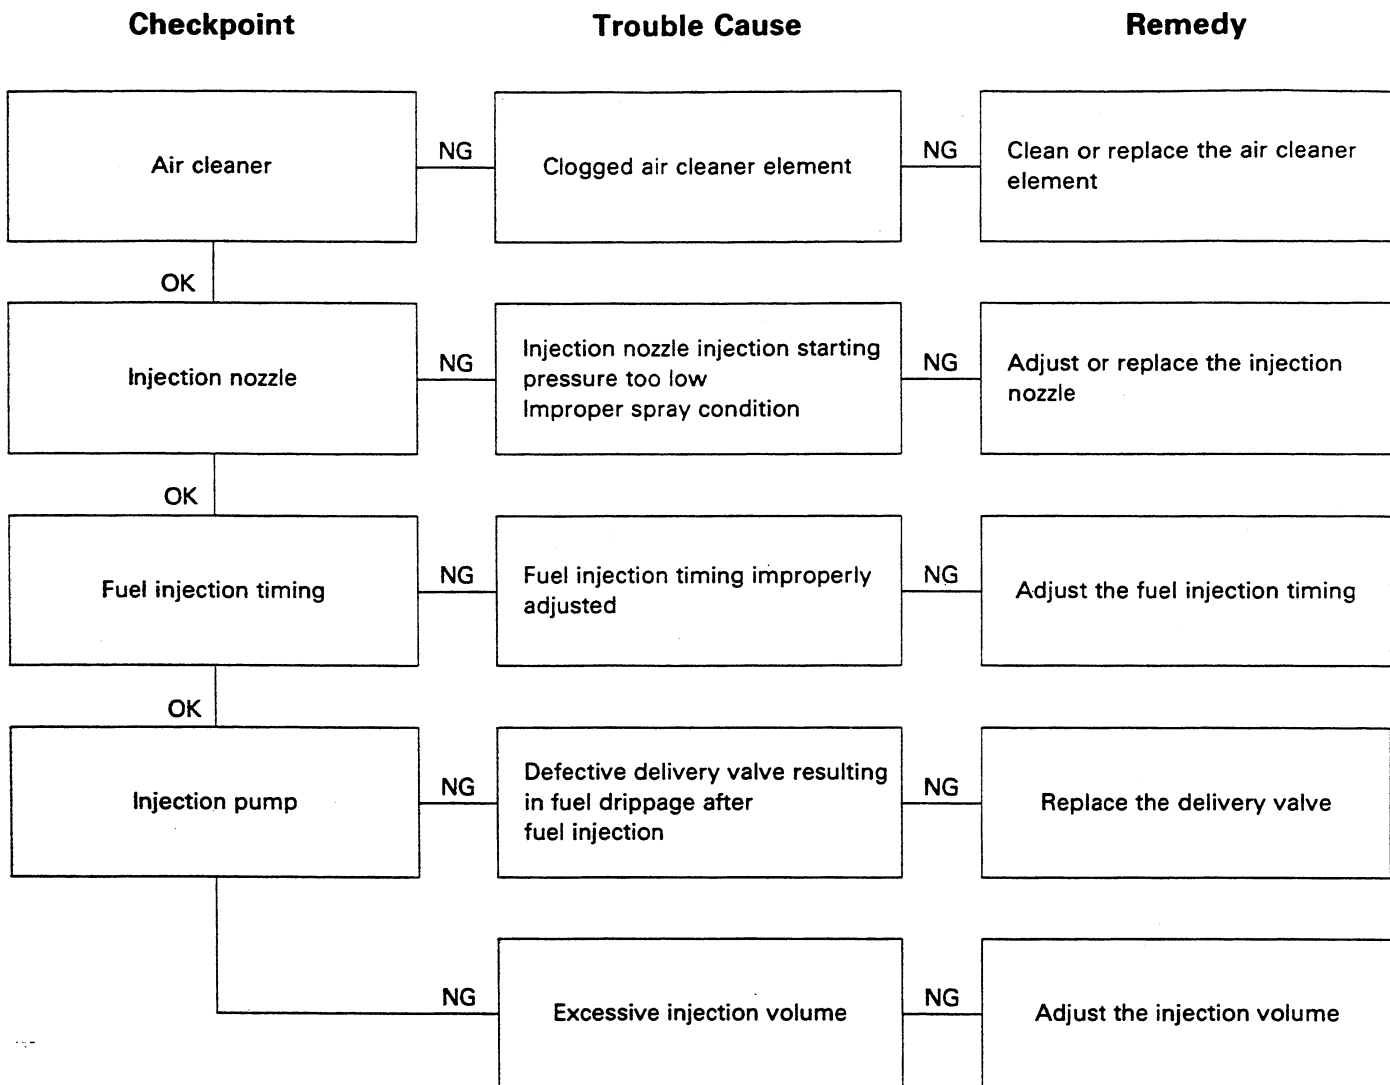 Checkpoint
Trouble Cause
Remedy
Air cleaner
NG
Clogged air cleaner element
NG
Clean or replace the air cleaner
element
OK
Injection nozzle
NG
Injection nozzle injection starting
pressure too low
Improper spray condition
NG
Adjust or replace the injection
nozzle
OK
Fuel injection timing
NG
Fuel injection timing improperly
adjusted
NG
Adjust the fuel injection timing
OK
Injection pump
NG
Defective delivery valve resulting
in fuel drippage after
fuel injection
NG
Replace the delivery valve
NG
Excessive injection volume
NG
Adjust the injection volume